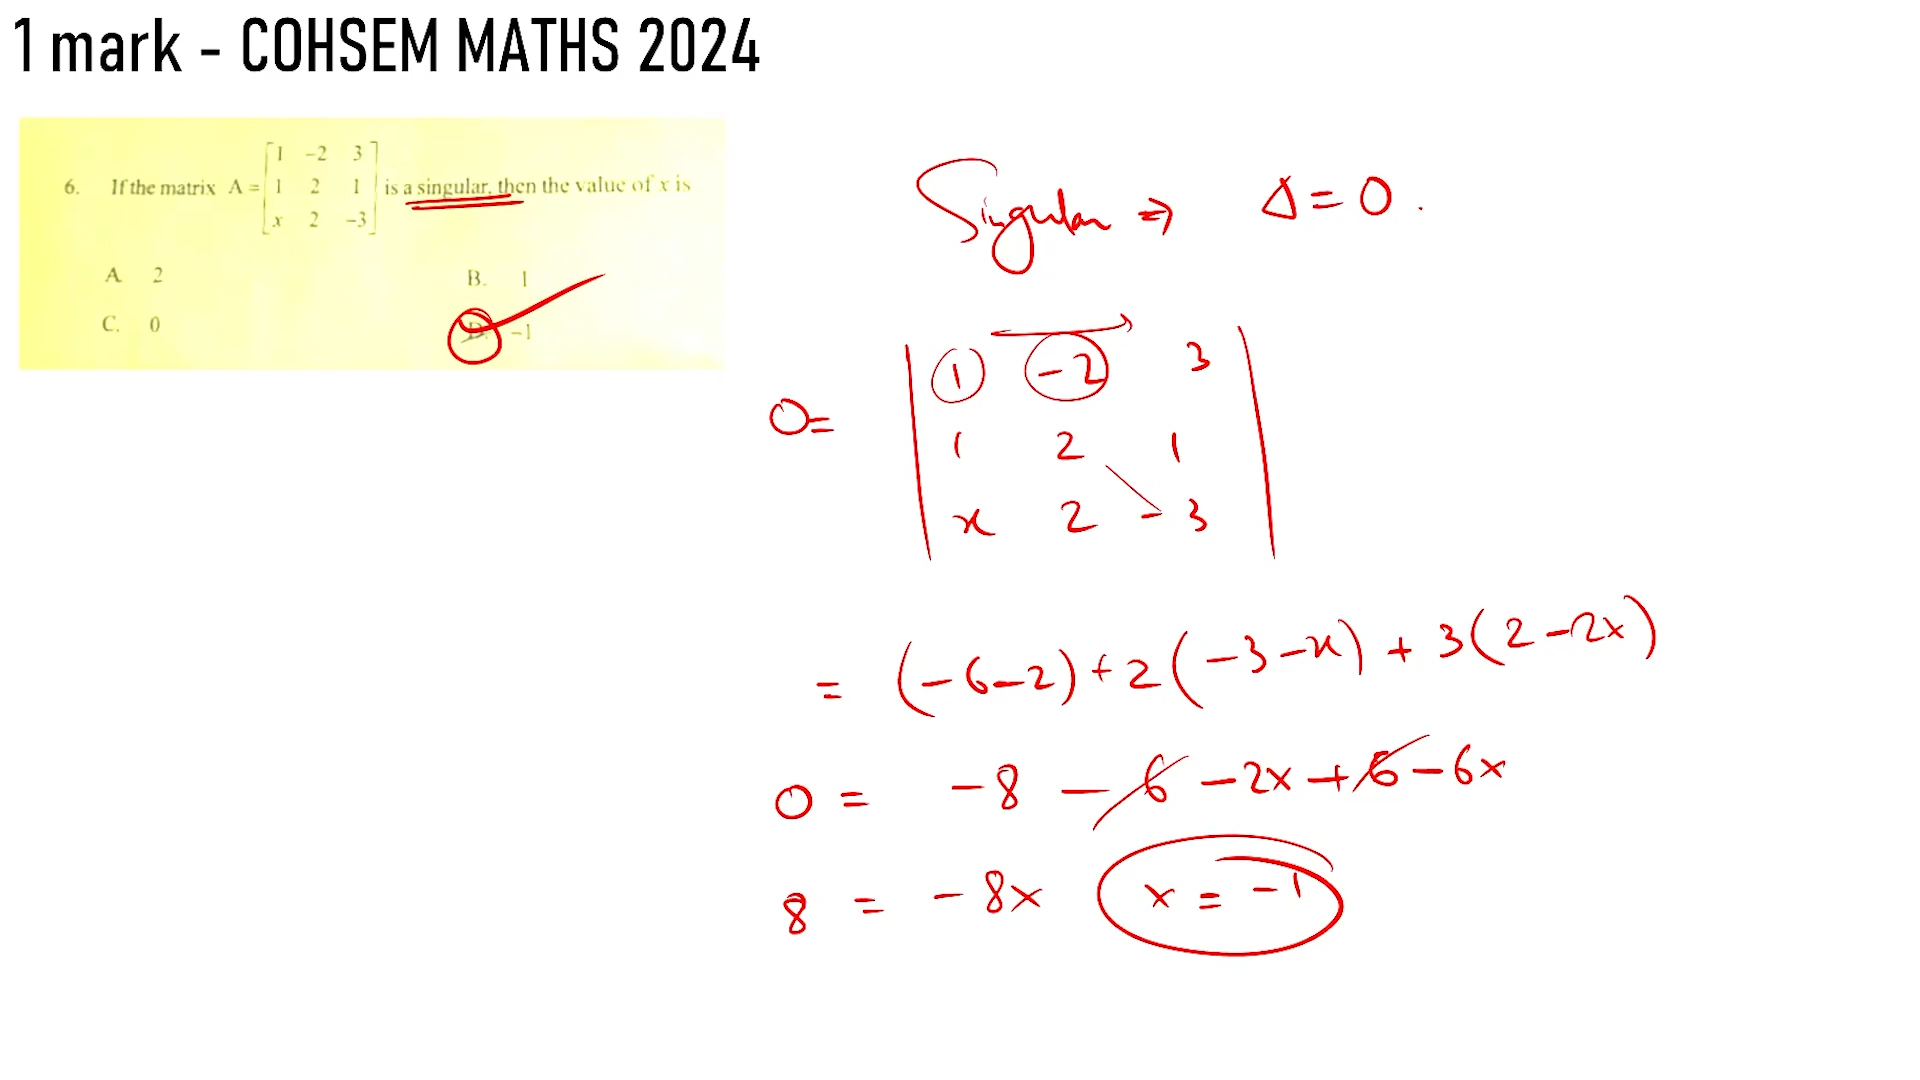 1 mark - COHSEM MATHS 2024
6. If the matrix A = [1 -2 3
1 2 1
x 2 -3] is a singular, then the value of x is
A. 2 B. 1
C. 0 D. -1
Singular ⇒ Δ = 0.
0 = | 1 -2 3 |
1 2 1
x 2 -3
= (-6-2)+2(-3-x)+3(2-2x)
0 = -8 -6 -2x +6 -6x
8 = -8x x = -1